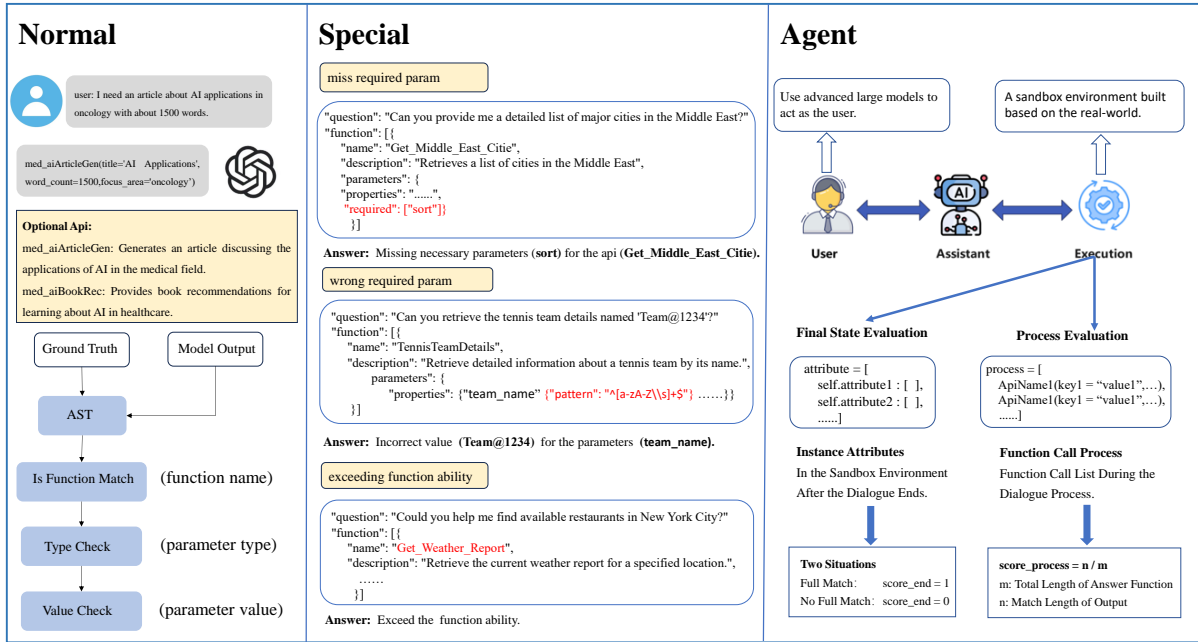 Normal
user: I need an article about AI applications in
oncology with about 1500 words.
med_aiArticleGen(title='AI Applications',
word_count=1500,focus_area='oncology')
Optional Api:
med_aiArticleGen: Generates an article discussing the
applications of AI in the medical field.
med_aiBookRec: Provides book recommendations for
learning about AI in healthcare.
Ground Truth
Model Output
AST
Is Function Match
(function name)
Type Check
(parameter type)
Value Check
(parameter value)
Special
miss required param
"question": "Can you provide me a detailed list of major cities in the Middle East?"
"function": [{
"name": "Get_Middle_East_Citie",
"description": "Retrieves a list of cities in the Middle East",
"parameters": {
"properties": "......",
"required": ["sort"]}
}]
Answer: Missing necessary parameters (sort) for the api (Get_Middle_East_Citie).
wrong required param
"question": "Can you retrieve the tennis team details named 'Team@1234'?"
"function": [{
"name": "TennisTeamDetails",
"description": "Retrieve detailed information about a tennis team by its name.",
parameters": {
"properties": {"team_name" {"pattern": "^[a-zA-Z\\s]+$"} ......}}
}]
Answer: Incorrect value (Team@1234) for the parameters (team_name).
exceeding function ability
"question": "Could you help me find available restaurants in New York City?"
"function": [{
"name": "Get_Weather_Report",
"description": "Retrieve the current weather report for a specified location.",
......
}]
Answer: Exceed the function ability.
Agent
Use advanced large models to
act as the user.
A sandbox environment built
based on the real-world.
AI
User
Assistant
Execution
Final State Evaluation
attribute = [
self.attribute1 : [ ],
self.attribute2 : [ ],
......]
Instance Attributes
In the Sandbox Environment
After the Dialogue Ends.
Two Situations
Full Match: score_end = 1
No Full Match: score_end = 0
Process Evaluation
process = [
ApiName1(key1 = “value1”,…),
ApiName1(key1 = “value1”,…),
......]
Function Call Process
Function Call List During the
Dialogue Process.
score_process = n / m
m: Total Length of Answer Function
n: Match Length of Output